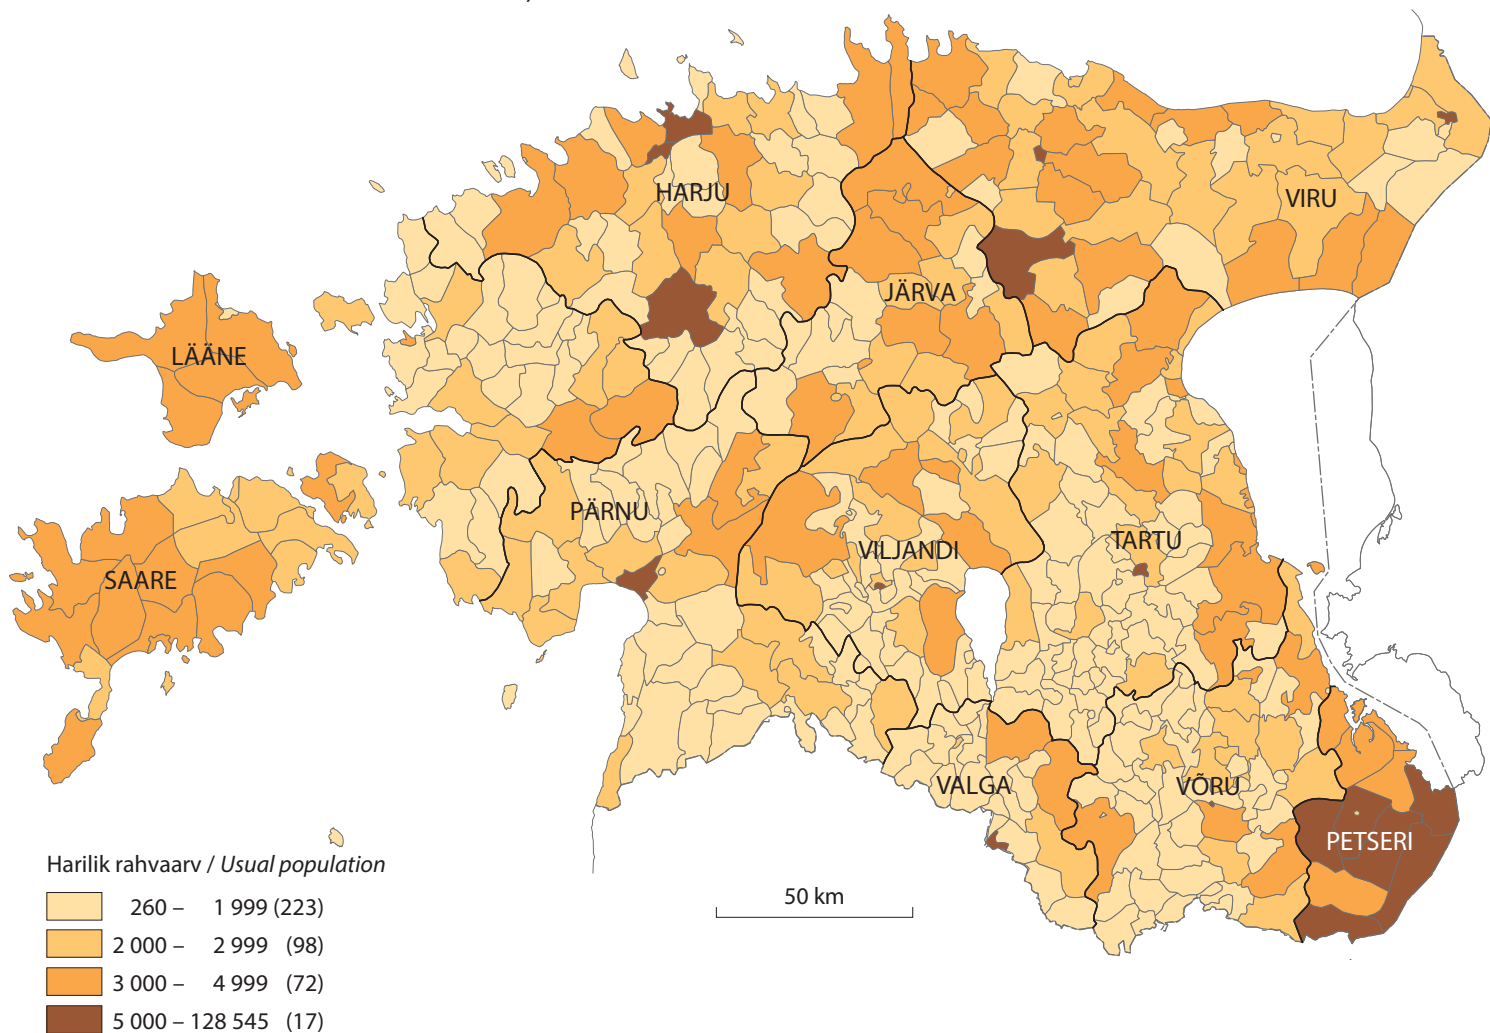 HARJU
VIRU
JÄRVA
LÄÄNE
PÄRNU
VILJANDI
TARTU
SAARE
VALGA
VÕRU
PETSERI
Harilik rahvaarv / Usual population
260 – 1 999 (223)
2 000 – 2 999 (98)
3 000 – 4 999 (72)
5 000 – 128 545 (17)
50 km